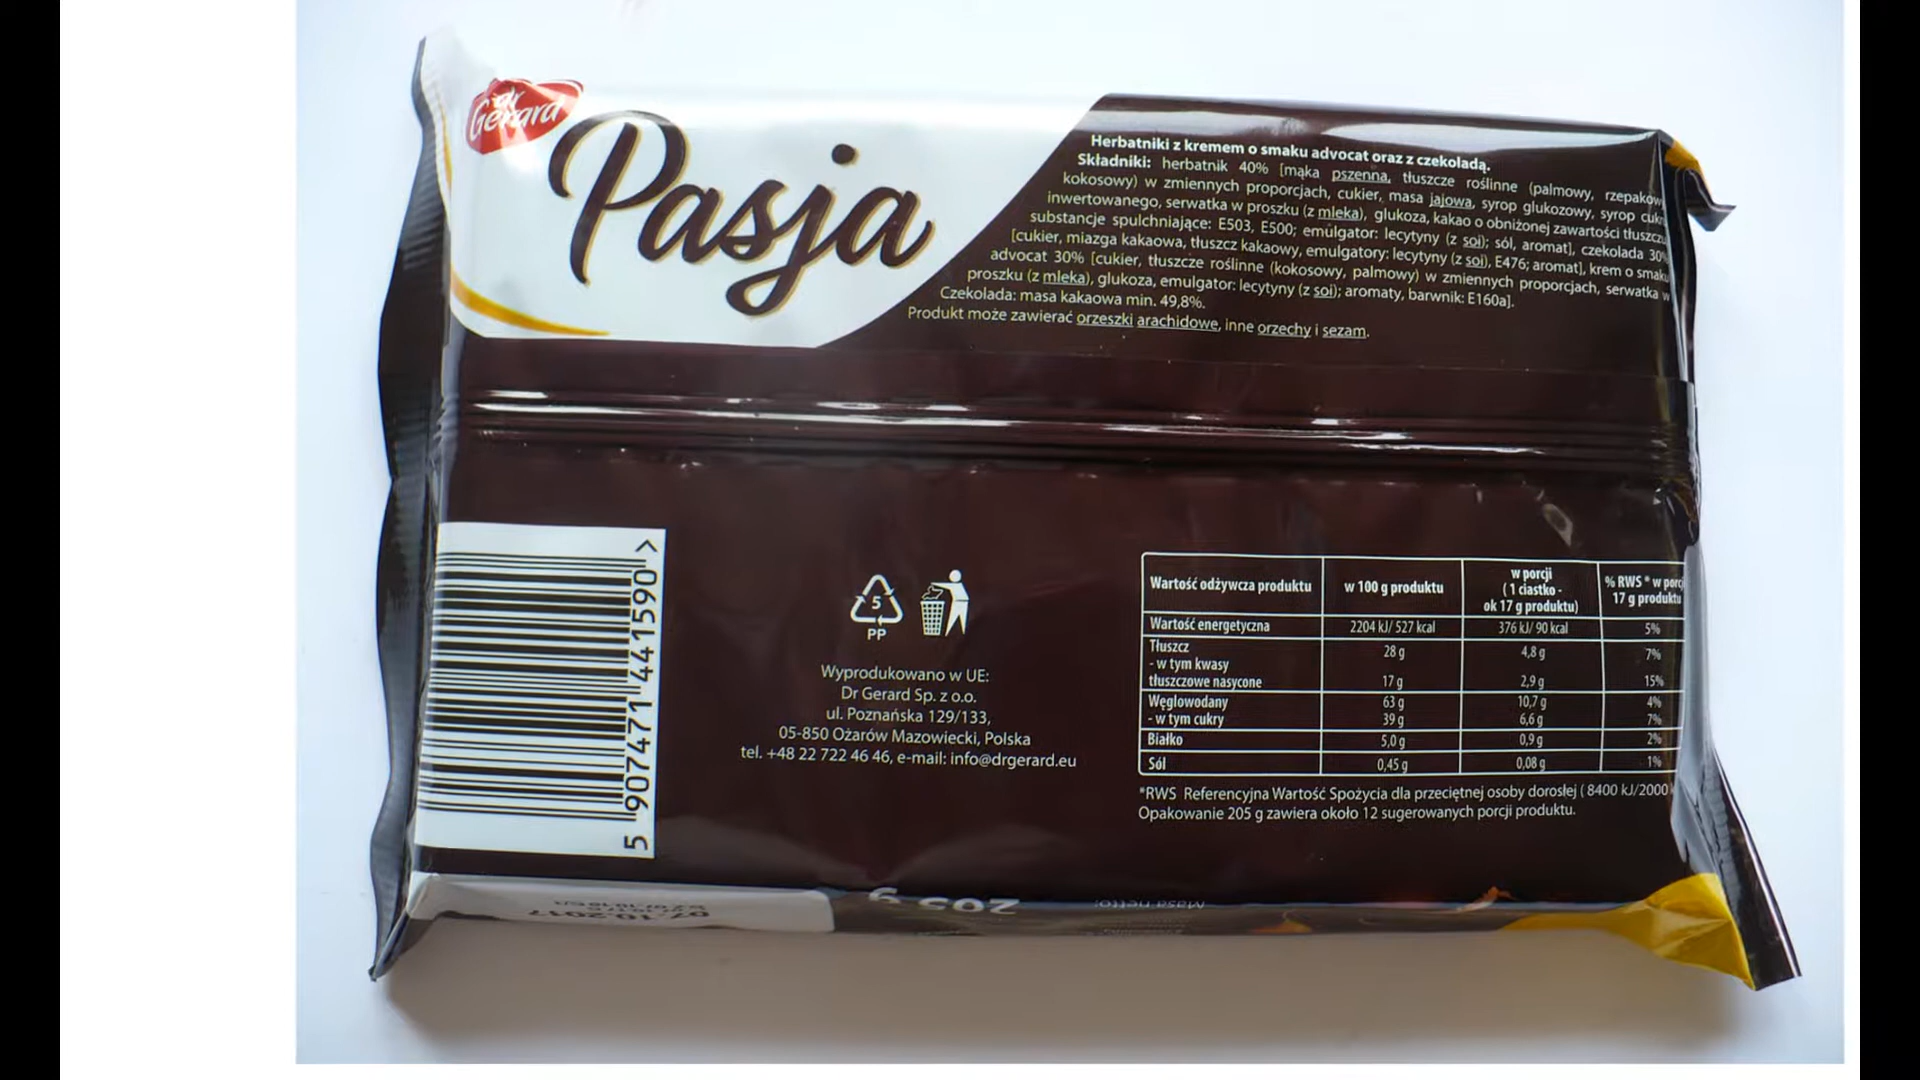 dr
Gerard
Pasja
Herbatniki z kremem o smaku advocat oraz z czekoladą.
Składniki: herbatnik 40% [mąka pszenna, tłuszcze roślinne (palmowy, rzepakow
kokosowy) w zmiennych proporcjach, cukier, masa jajowa, syrop glukozowy, syrop cukr
inwertowanego, serwatka w proszku (z mleka), glukoza, kakao o obniżonej zawartości tłuszczu
substancje spulchniające: E503, E500; emulgator: lecytyny (z soi); sól, aromat], czekolada 30%
[cukier, miazga kakaowa, tłuszcz kakaowy, emulgatory: lecytyny (z soi), E476; aromat], krem o smaku
advocat 30% [cukier, tłuszcze roślinne (kokosowy, palmowy) w zmiennych proporcjach, serwatka w
proszku (z mleka), glukoza, emulgator: lecytyny (z soi); aromaty, barwnik: E160a].
Czekolada: masa kakaowa min. 49,8%.
Produkt może zawierać orzeszki arachidowe, inne orzechy i sezam.
5 907471 441590 >
5
PP
Wyprodukowano w UE:
Dr Gerard Sp. z o.o.
ul. Poznańska 129/133,
05-850 Ożarów Mazowiecki, Polska
tel. +48 22 722 46 46, e-mail: info@drgerard.eu
Wartość odżywcza produktu w 100 g produktu w porcji (1 ciastko - ok 17 g produktu) % RWS* w porcj 17 g produktu
Wartość energetyczna 2204 kJ/ 527 kcal 376 kJ/ 90 kcal 5%
Tłuszcz 28 g 4,8 g 7%
- w tym kwasy
tłuszczowe nasycone 17 g 2,9 g 15%
Węglowodany 63 g 10,7 g 4%
- w tym cukry 39 g 6,6 g 7%
Białko 5,0 g 0,9 g 2%
Sól 0,45 g 0,08 g 1%
*RWS Referencyjna Wartość Spożycia dla przeciętnej osoby dorosłej ( 8400 kJ/2000
Opakowanie 205 g zawiera około 12 sugerowanych porcji produktu.
Masa netto: 205 g
07.10.2017